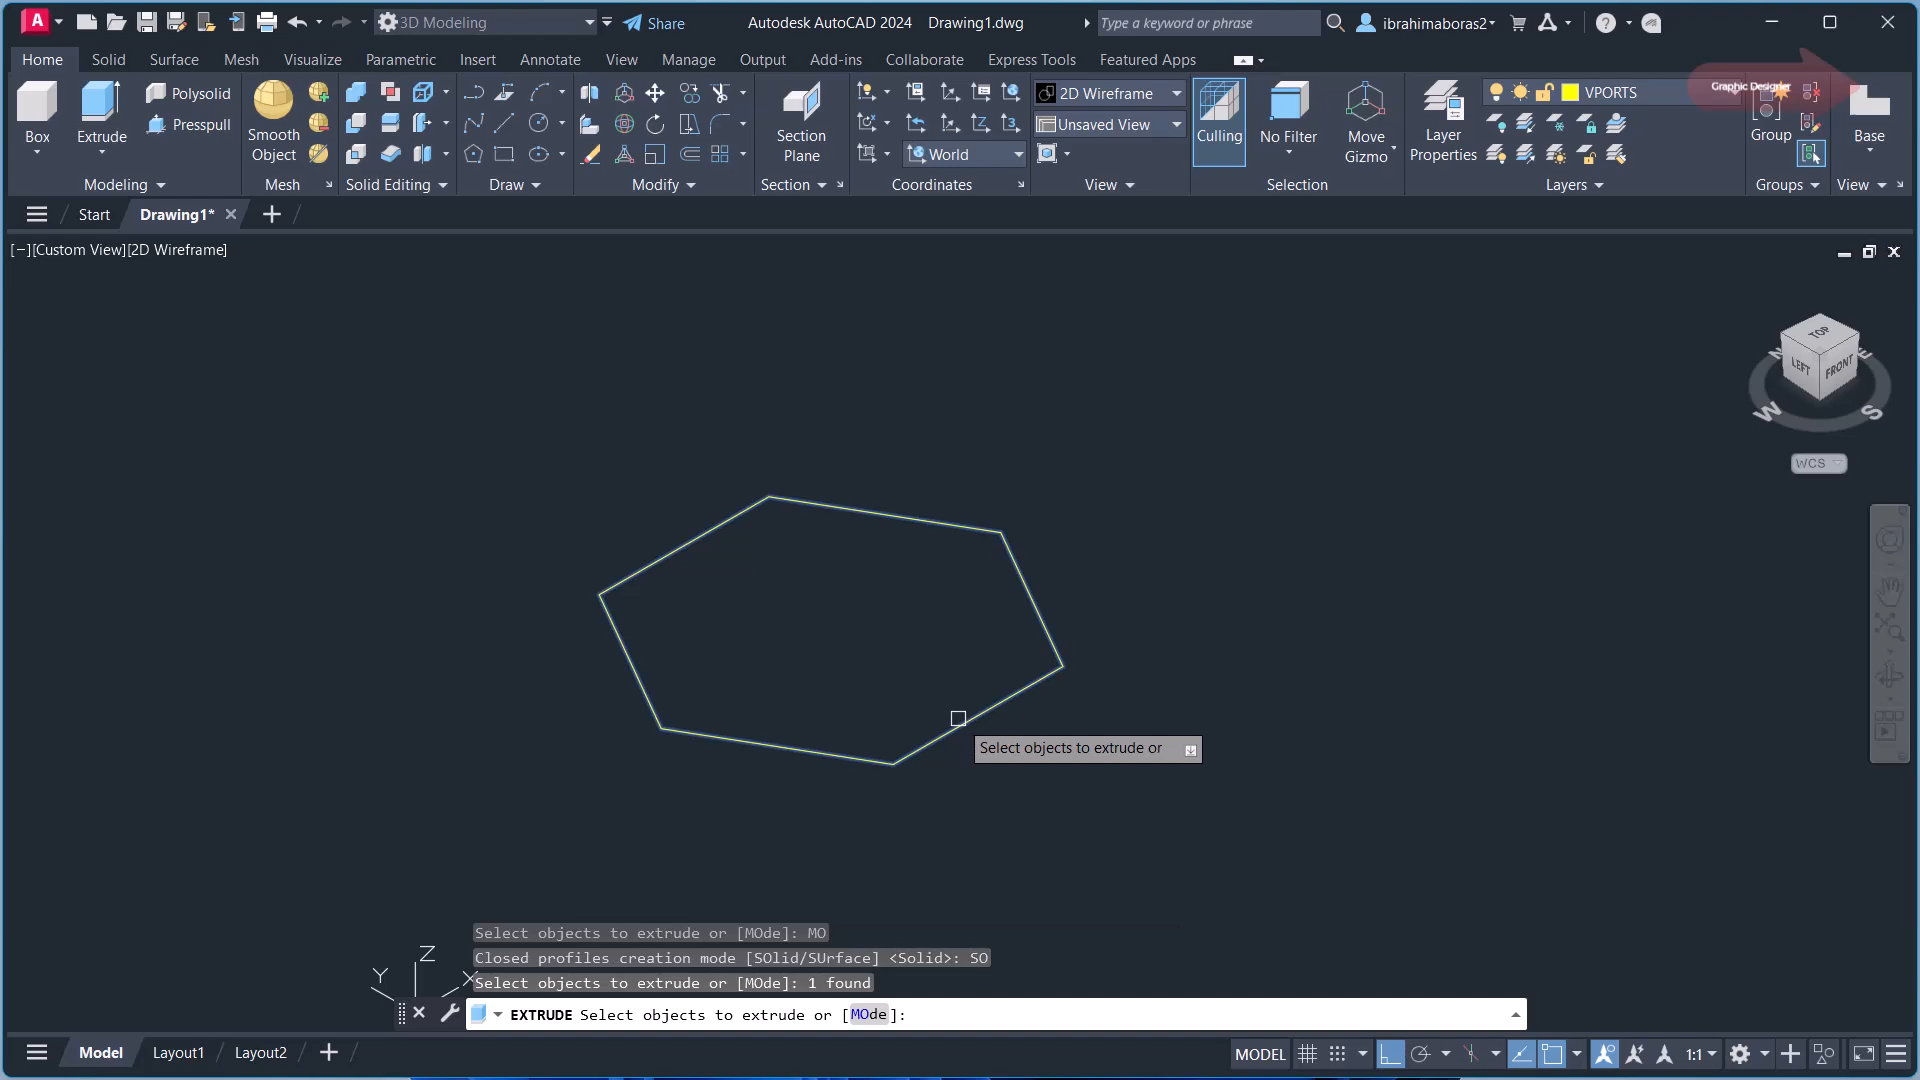 A 3D Modeling Share Autodesk AutoCAD 2024 Drawing1.dwg Type a keyword or phrase ibrahimaboras2
Home Solid Surface Mesh Visualize Parametric Insert Annotate View Manage Output Add-ins Collaborate Express Tools Featured Apps
Box
Extrude
Polysolid
Presspull
Modeling
Smooth
Object
Mesh
Solid Editing
Draw
Modify
Section
Plane
Section
World
Coordinates
2D Wireframe
Unsaved View
View
Culling
No Filter
Move
Gizmo
Selection
Layer
Properties
VPORTS
Layers
Graphic Designer
Group
Groups
Base
View
Start Drawing1*
[−][Custom View][2D Wireframe]
TOP
LEFT FRONT
N E
W S
WCS
Select objects to extrude or
Select objects to extrude or [MOde]: MO
Closed profiles creation mode [SOlid/SUrface] <Solid>: SO
Select objects to extrude or [MOde]: 1 found
Z
Y X
EXTRUDE Select objects to extrude or [MOde]:
Model Layout1 Layout2 MODEL 1:1